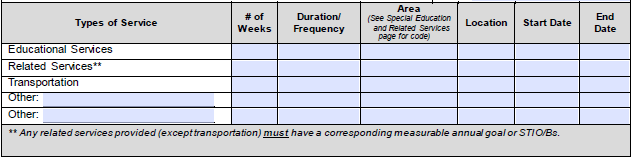 Types of Service # of Weeks Duration/ Frequency Area (See Special Education and Related Services page for code) Location Start Date End Date
Educational Services
Related Services**
Transportation
Other:
Other:
** Any related services provided (except transportation) must have a corresponding measurable annual goal or STIO/Bs.